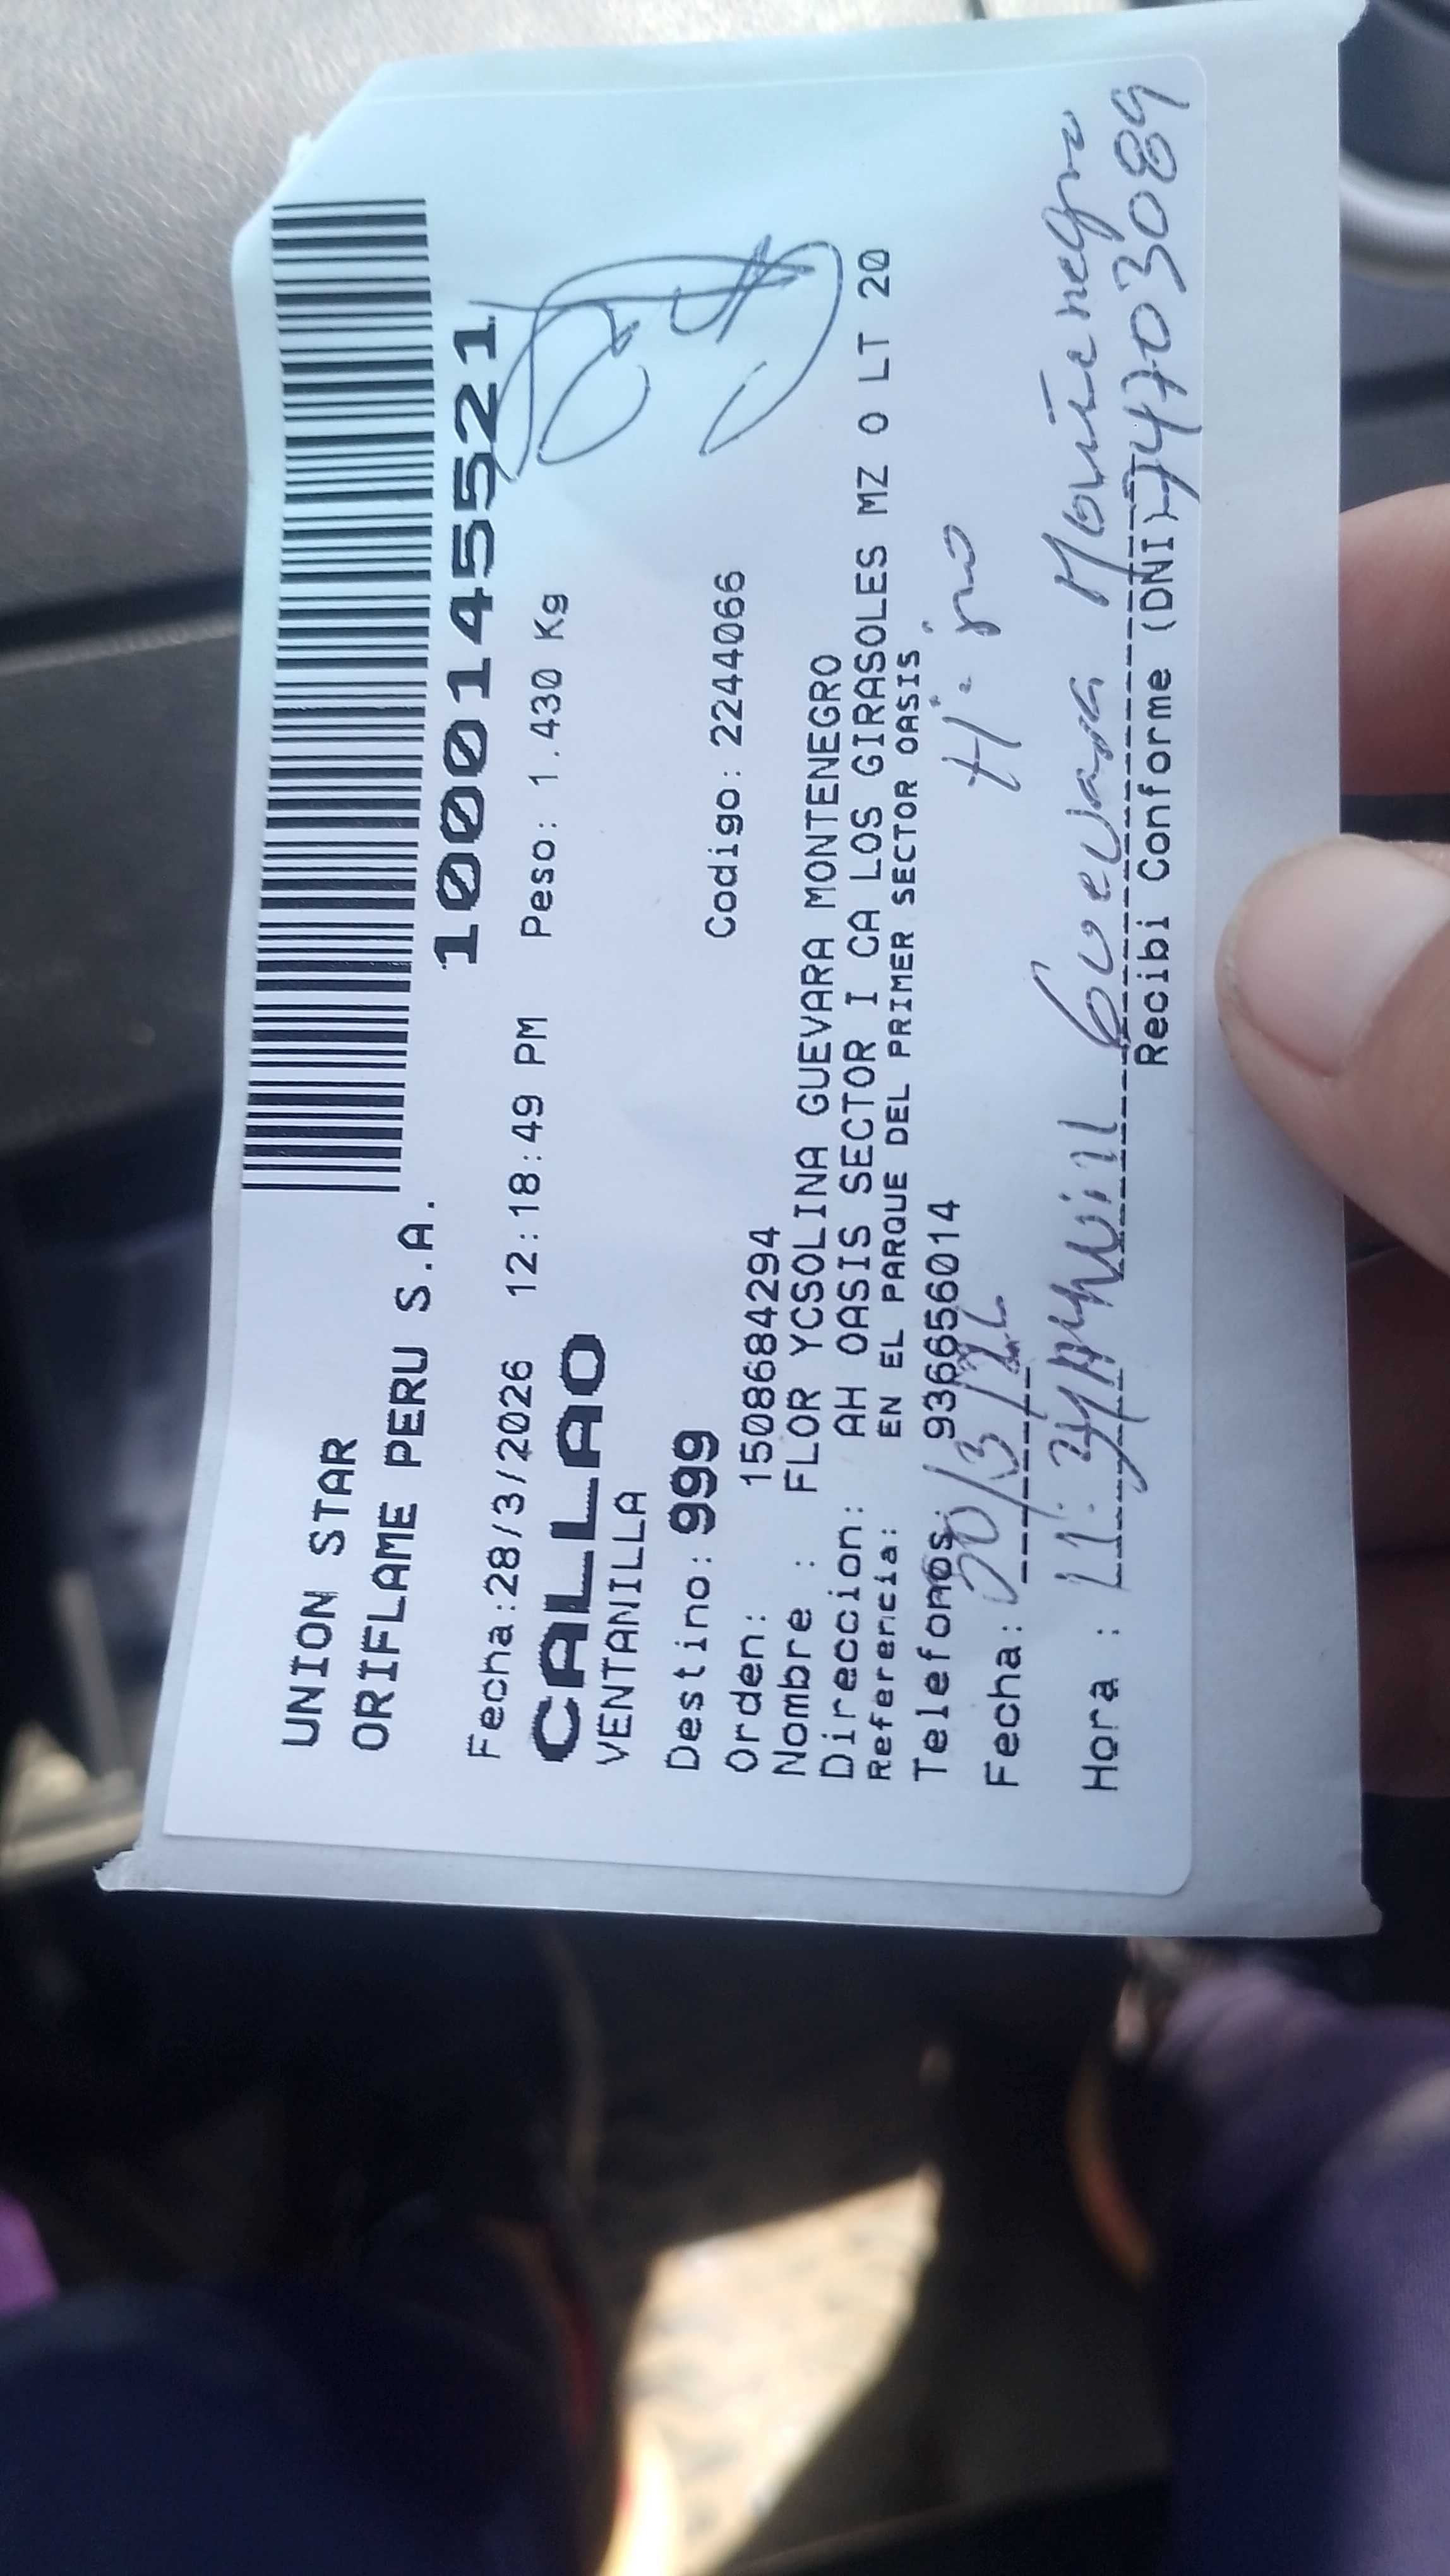 UNION STAR
ORIFLAME PERU S.A.
1000145521
Fecha:28/3/2026 12:18:49 PM Peso: 1.430 Kg
CALLAO
VENTANILLA
Destino: 999 Codigo: 2244066
Orden: 1508684294
Nombre : FLOR YCSOLINA GUEVARA MONTENEGRO
Direccion: AH OASIS SECTOR I CA LOS GIRASOLES MZ O LT 20
Referencia: EN EL PARQUE DEL PRIMER SECTOR OASIS
Telefonos: 936656014
Fecha: 30/3/26
Hora : Guevara Montenegro
Recibi Conforme (DNI) 74703089